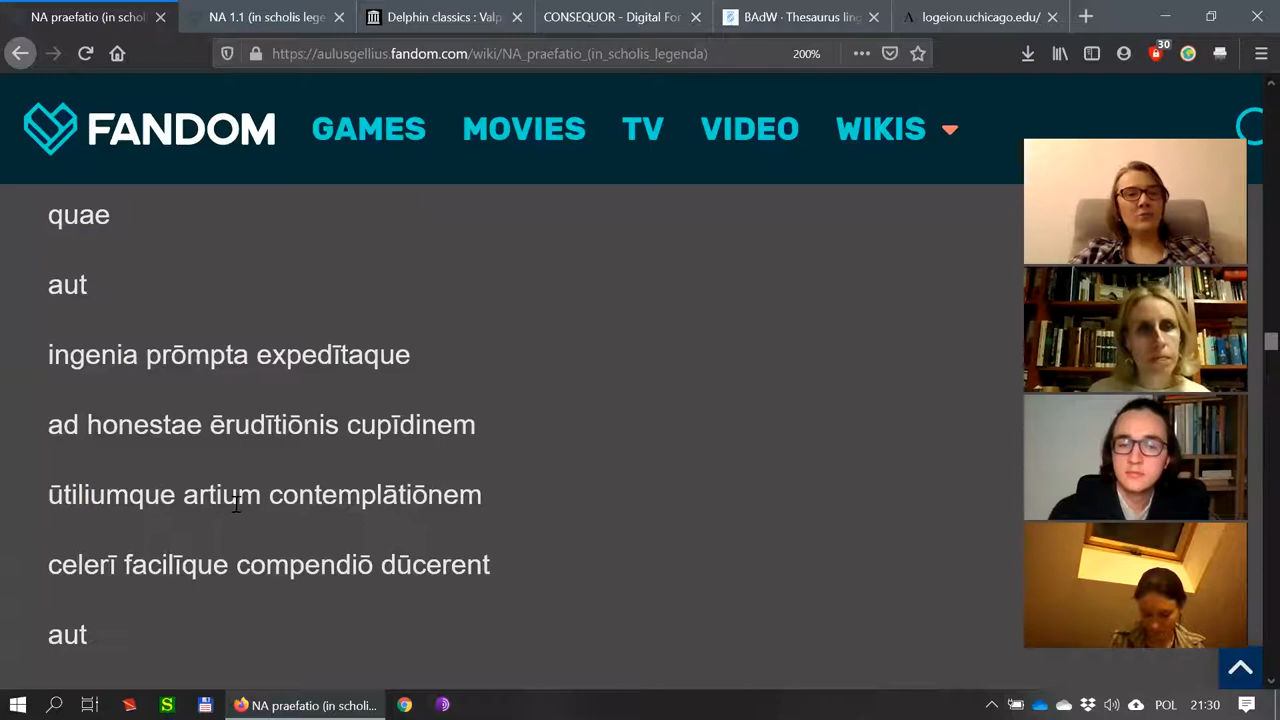 NA praefatio (in schol
NA 1.1 (in scholis lege
Delphin classics : Valp
CONSEQUOR - Digital For
BAdW · Thesaurus ling
logeion.uchicago.edu/
https://aulusgellius.fandom.com/wiki/NA_praefatio_(in_scholis_legenda)
200%
30
FANDOM GAMES MOVIES TV VIDEO WIKIS
quae
aut
ingenia prōmpta expedītaque
ad honestae ērudītiōnis cupīdinem
ūtiliumque artium contemplātiōnem
celerī facilīque compendiō dūcerent
aut
NA praefatio (in scholi...
POL 21:30